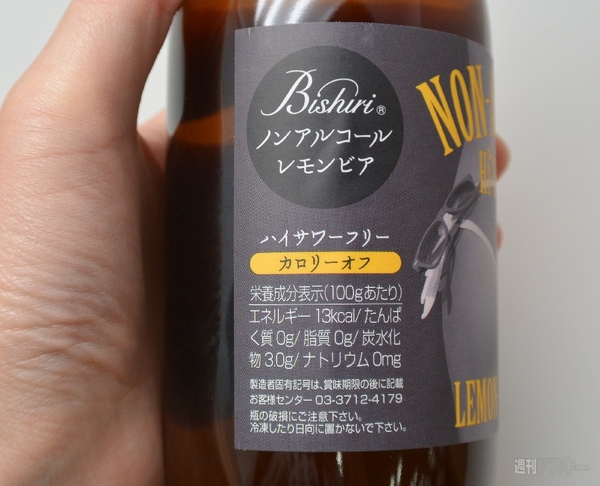 Bishiri®
ノンアルコール
レモンビア
NON-
ハイサワーフリー
カロリーオフ
栄養成分表示(100gあたり)
エネルギー 13kcal/たんぱ
く質 0g/脂質 0g/炭水化
物 3.0g/ナトリウム 0mg
製造者固有記号は、賞味期限の後に記載
お客様センター 03-3712-4179
瓶の破損にご注意下さい。
冷凍したり日向に置かないで下さい。
LEMON
週刊